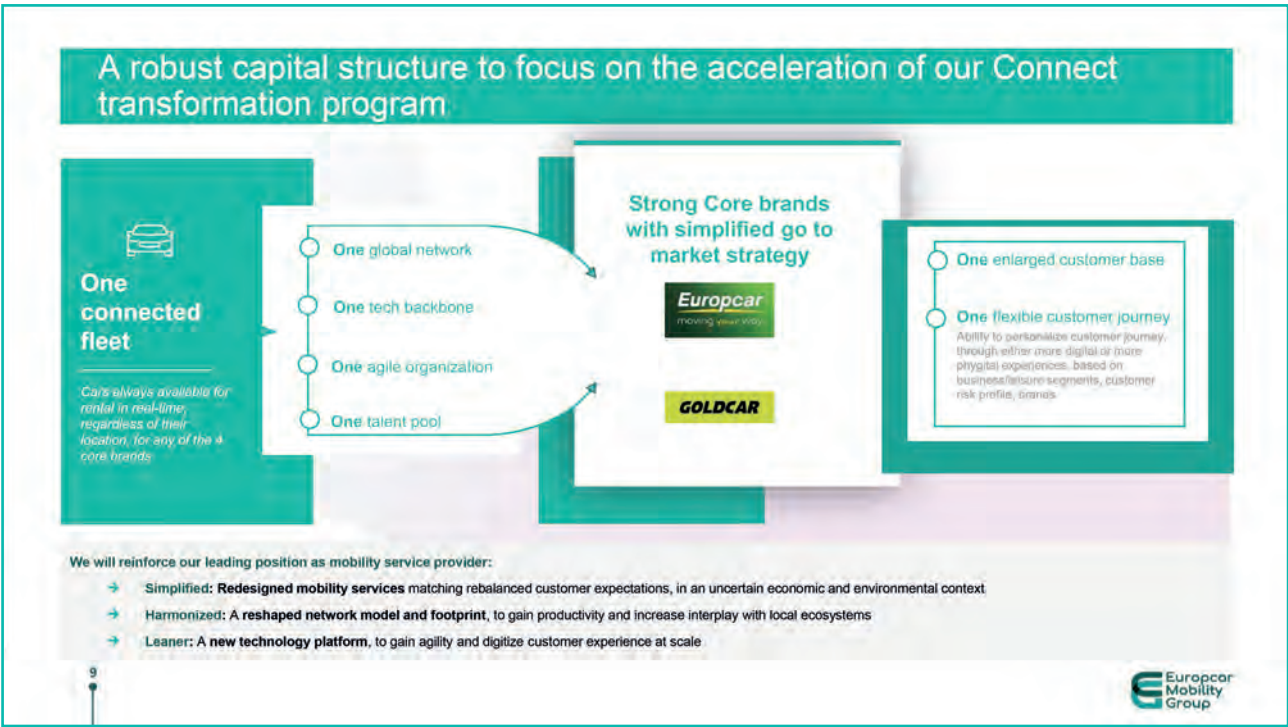 A robust capital structure to focus on the acceleration of our Connect
transformation program
One
connected
fleet
Cars always available for
rental in real-time,
regardless of their
location, for any of the 4
core brands
One global network
One tech backbone
One agile organization
One talent pool
Strong Core brands
with simplified go to
market strategy
Europcar
moving your way
GOLDCAR
One enlarged customer base
One flexible customer journey
Ability to personalize customer journey,
through either more digital or more
phygital experiences, based on
business/leisure segments, customer
risk profile, brands
We will reinforce our leading position as mobility service provider:
→ Simplified: Redesigned mobility services matching rebalanced customer expectations, in an uncertain economic and environmental context
→ Harmonized: A reshaped network model and footprint, to gain productivity and increase interplay with local ecosystems
→ Leaner: A new technology platform, to gain agility and digitize customer experience at scale
9
Europcar
Mobility
Group